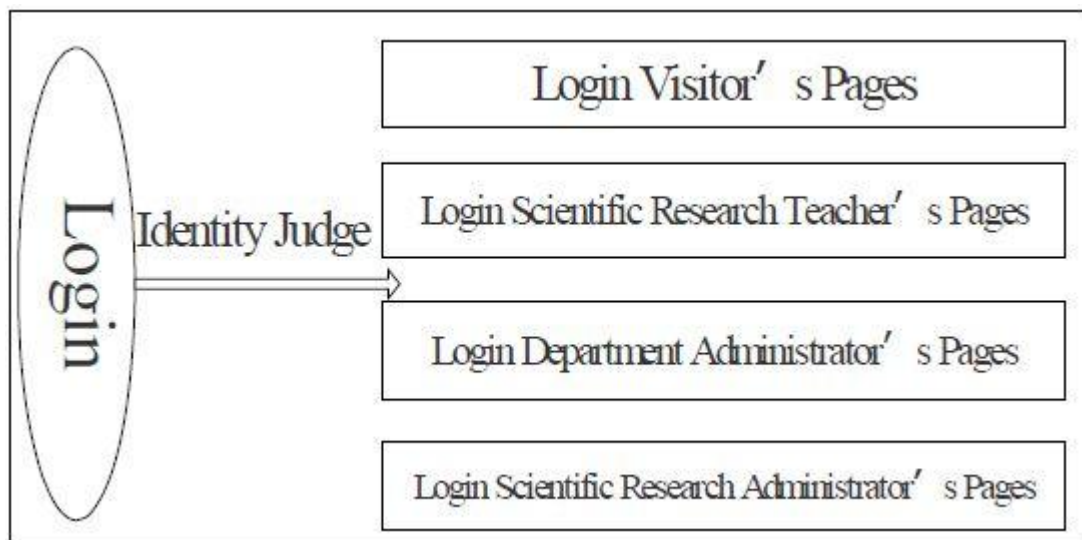 Login
Identity Judge
Login Visitor′ s Pages
Login Scientific Research Teacher′ s Pages
Login Department Administrator′ s Pages
Login Scientific Research Administrator′ s Pages